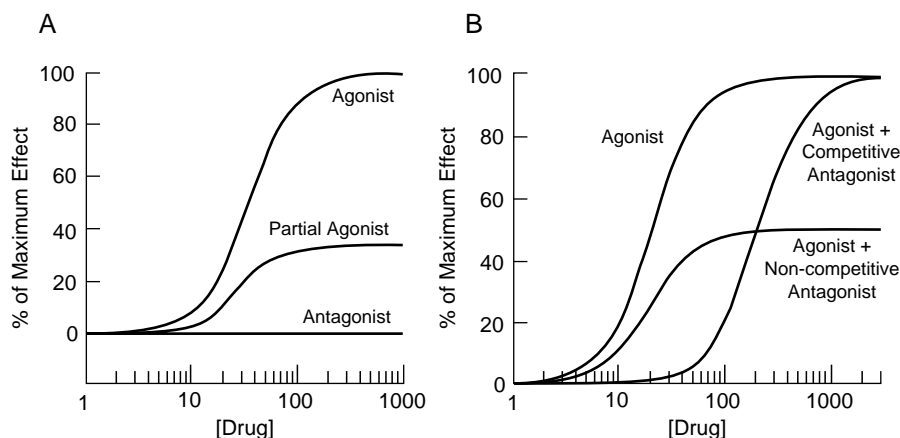 A
% of Maximum Effect
100
80
60
40
20
0
Agonist
Partial Agonist
Antagonist
1
10
100
1000
[Drug]
B
% of Maximum Effect
100
80
60
40
20
0
Agonist
Agonist +
Competitive
Antagonist
Agonist +
Non-competitive
Antagonist
1
10
100
1000
[Drug]